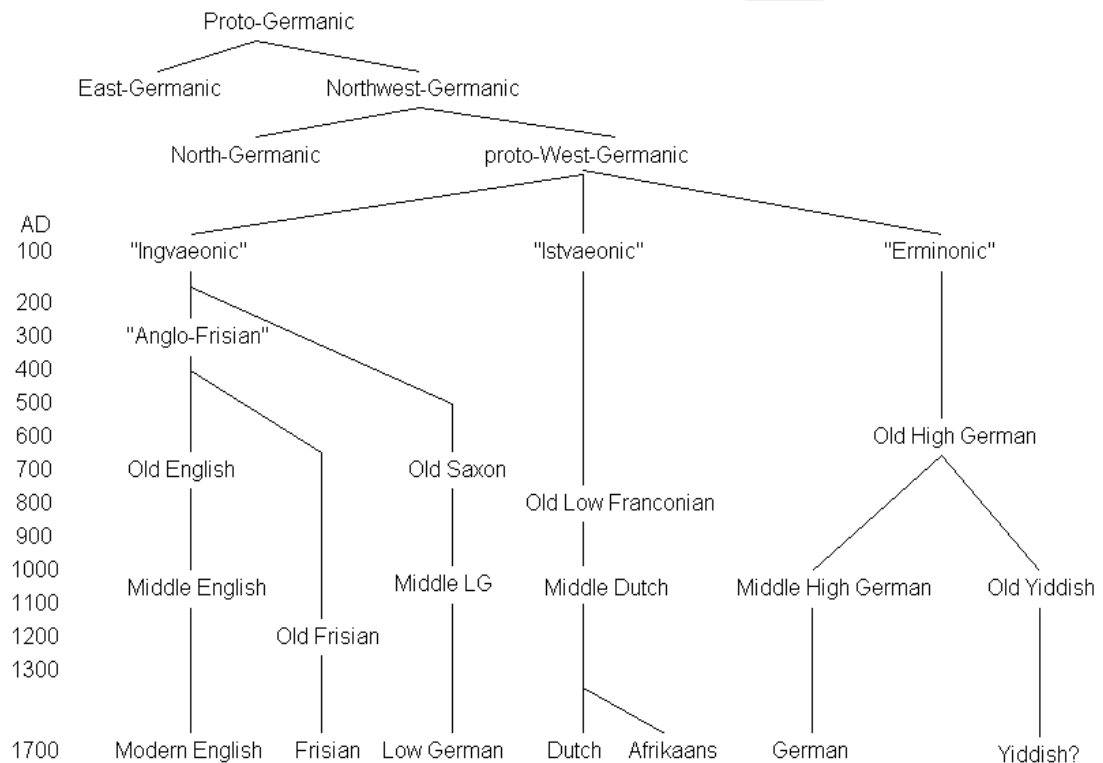 Proto-Germanic
East-Germanic Northwest-Germanic
North-Germanic proto-West-Germanic
AD
100 "Ingvaeonic" "Istvaeonic" "Erminonic"
200
300 "Anglo-Frisian"
400
500
600 Old High German
700 Old English Old Saxon
800 Old Low Franconian
900
1000
Middle English Middle LG Middle Dutch Middle High German Old Yiddish
1100
1200 Old Frisian
1300
1700 Modern English Frisian Low German Dutch Afrikaans German Yiddish?